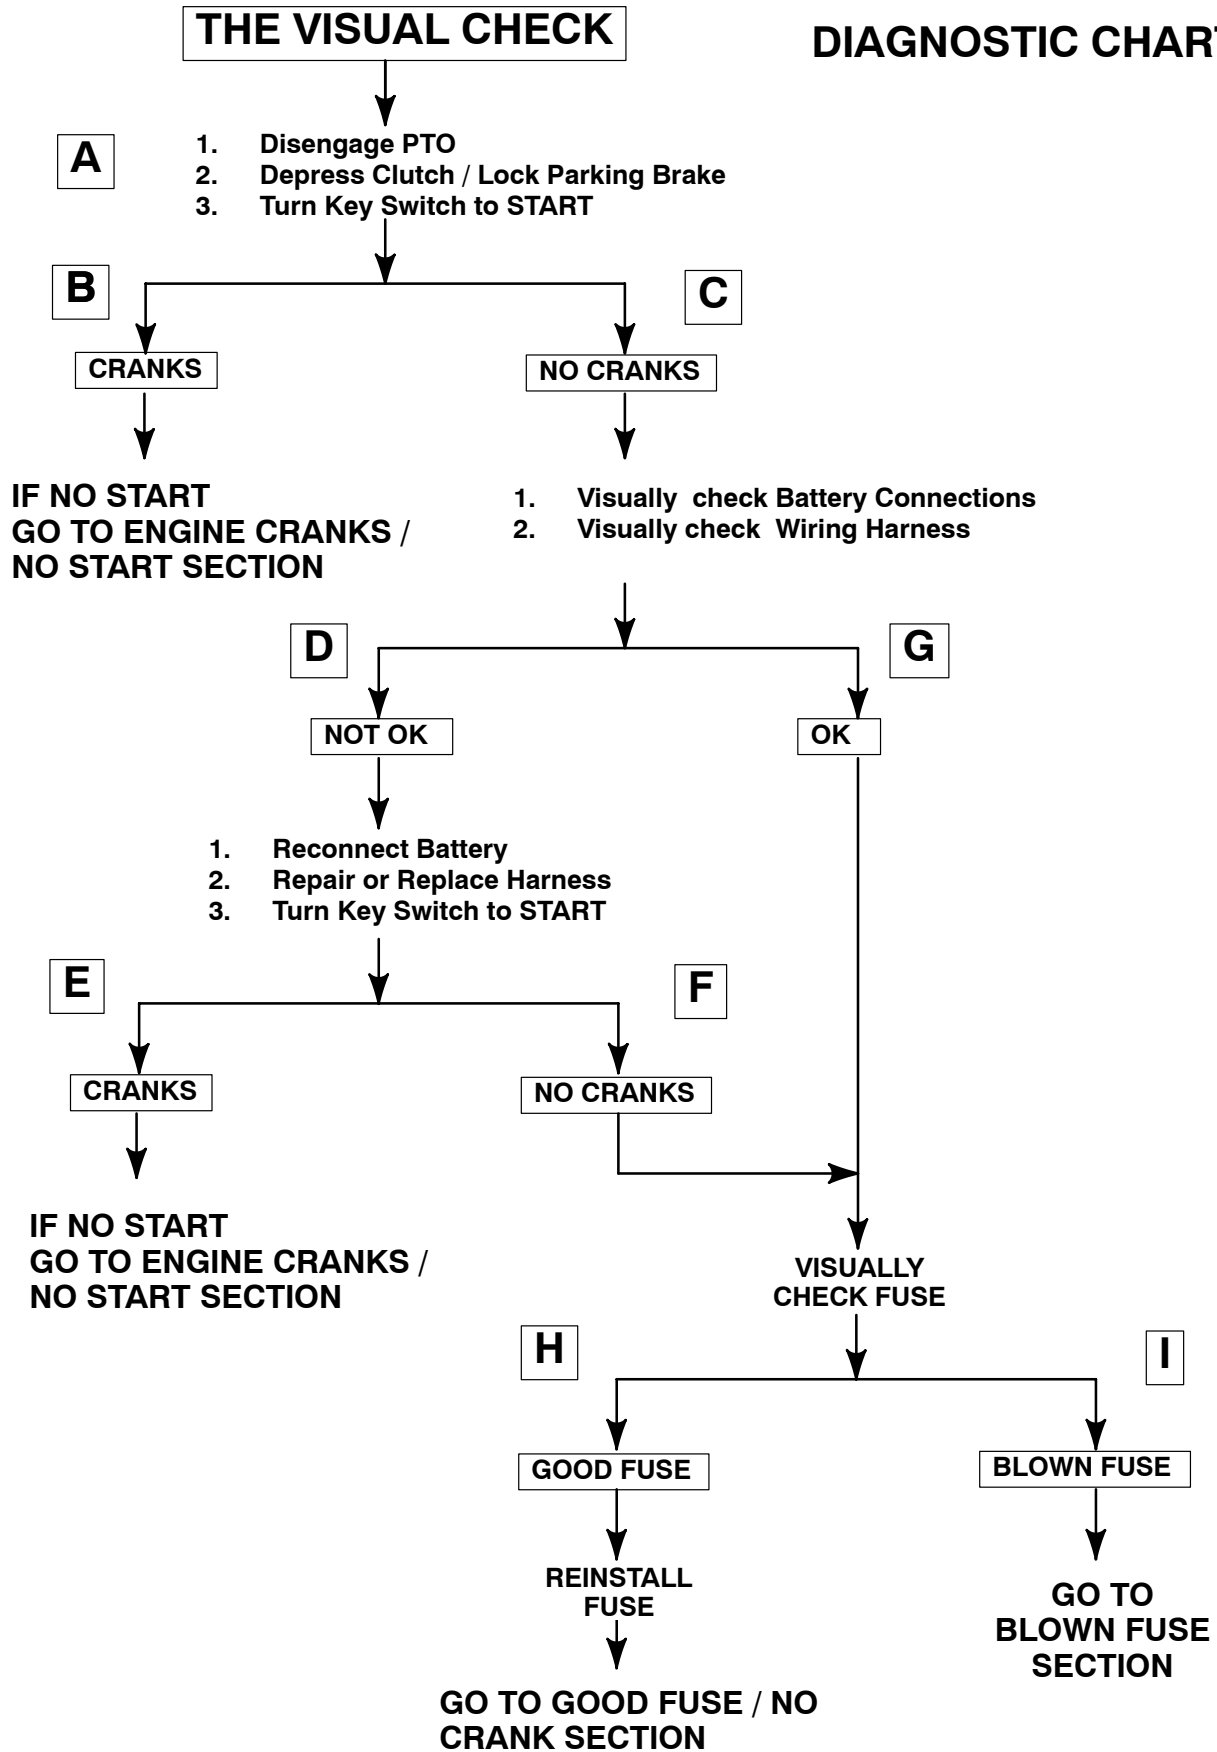 THE VISUAL CHECK
DIAGNOSTIC CHART
A
1. Disengage PTO
2. Depress Clutch / Lock Parking Brake
3. Turn Key Switch to START
B
C
CRANKS
NO CRANKS
IF NO START
GO TO ENGINE CRANKS /
NO START SECTION
1. Visually check Battery Connections
2. Visually check Wiring Harness
D
G
NOT OK
OK
1. Reconnect Battery
2. Repair or Replace Harness
3. Turn Key Switch to START
E
F
CRANKS
NO CRANKS
IF NO START
GO TO ENGINE CRANKS /
NO START SECTION
VISUALLY
CHECK FUSE
H
I
GOOD FUSE
BLOWN FUSE
REINSTALL
FUSE
GO TO
BLOWN FUSE
SECTION
GO TO GOOD FUSE / NO
CRANK SECTION